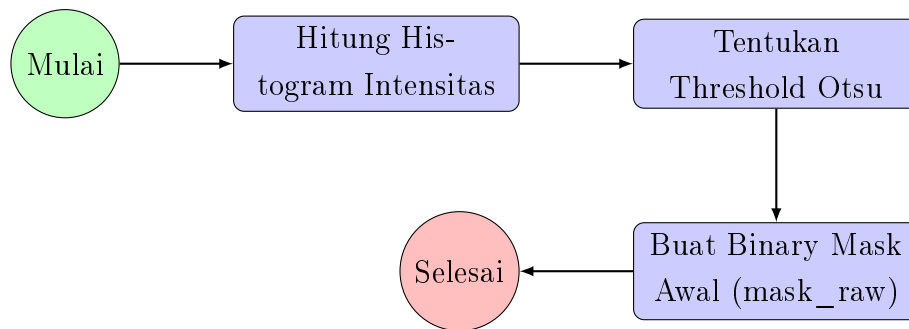 Mulai
Hitung His-
togram Intensitas
Tentukan
Threshold Otsu
Buat Binary Mask
Awal (mask_raw)
Selesai